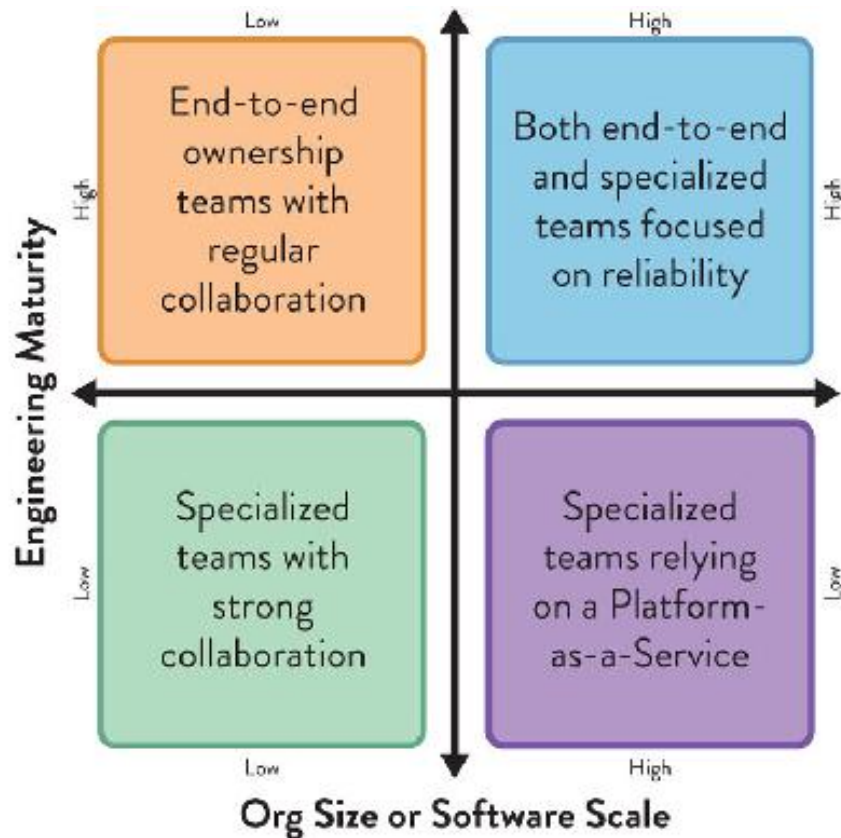 Low
High
End-to-end
ownership
teams with
regular
collaboration
Both end-to-end
and specialized
teams focused
on reliability
High
High
Engineering Maturity
Specialized
teams with
strong
collaboration
Specialized
teams relying
on a Platform-
as-a-Service
Low
Low
Low
High
Org Size or Software Scale